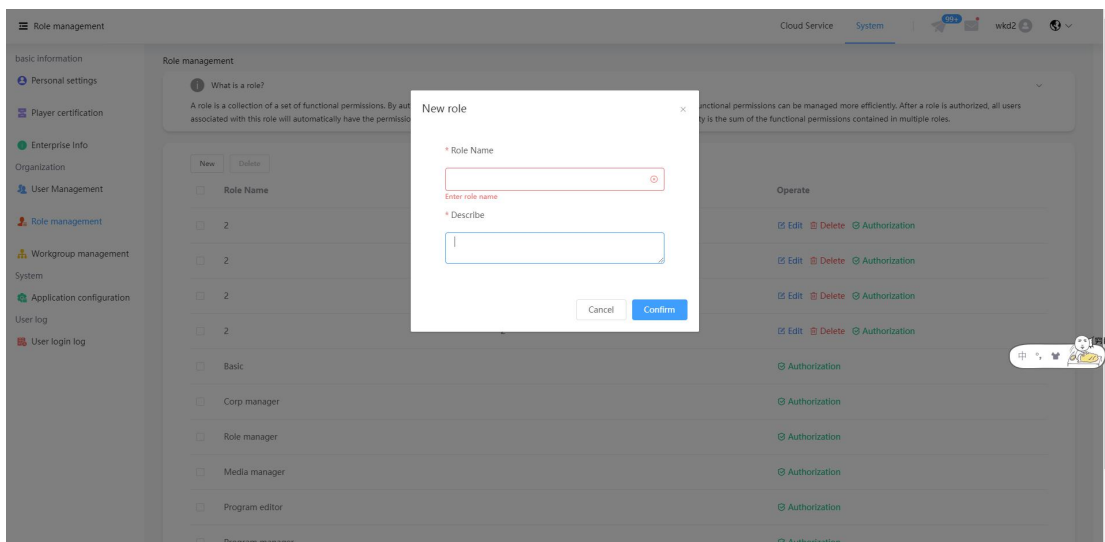 Role management
Cloud Service System 99+ wkd2
basic information
Personal settings
Player certification
Enterprise Info
Organization
User Management
Role management
Workgroup management
System
Application configuration
User log
User login log
Role management
What is a role?
A role is a collection of a set of functional permissions. By aut
unctional permissions can be managed more efficiently. After a role is authorized, all users
associated with this role will automatically have the permissio
ty is the sum of the functional permissions contained in multiple roles.
New Delete
Role Name Operate
2 Edit Delete Authorization
2 Edit Delete Authorization
2 Edit Delete Authorization
2 Edit Delete Authorization
Basic Authorization
Corp manager Authorization
Role manager Authorization
Media manager Authorization
Program editor Authorization
Program manager Authorization
New role
* Role Name
Enter role name
* Describe
Cancel Confirm
中 °,